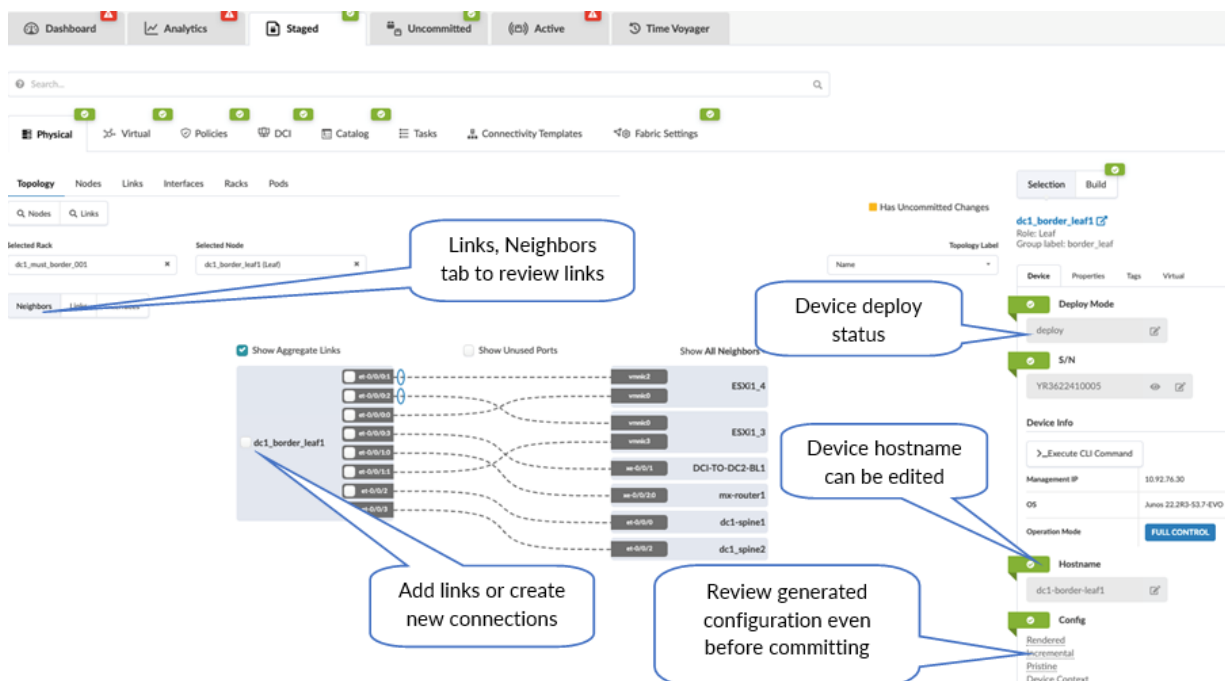 Dashboard
Analytics
Staged
Uncommitted
Active
Time Voyager
Search...
Physical
Virtual
Policies
DCI
Catalog
Tasks
Connectivity Templates
Fabric Settings
Topology
Nodes
Links
Interfaces
Racks
Pods
Selection
Build
Nodes
Links
Has Uncommitted Changes
dc1_border_leaf1
Role: Leaf
Group label: border_leaf
Selected Rack
Selected Node
Topology Label
dc1_must_border_001
dc1_border_leaf1 (Leaf)
Name
Links, Neighbors
tab to review links
Device
Properties
Tags
Virtual
Neighbors
Device deploy
status
Deploy Mode
deploy
Show Aggregate Links
Show Unused Ports
Show All Neighbors
S/N
YR3622410005
dc1_border_leaf1
et-0/0/0:1
et-0/0/0:2
et-0/0/0:0
et-0/0/0:3
et-0/0/1:0
et-0/0/1:1
et-0/0/2
et-0/0/3
vmnic2
vmnic0
ESXi1_4
vmnic0
vmnic3
ESXi1_3
xe-0/0/1
DCI-TO-DC2-BL1
xe-0/0/2:0
mx-router1
et-0/0/0
dc1-spine1
et-0/0/2
dc1_spine2
Device Info
Execute CLI Command
Device hostname
can be edited
Management IP
10.92.76.30
OS
Junos 22.2R3-S3.7-EVO
Operation Mode
FULL CONTROL
Hostname
dc1-border-leaf1
Add links or create
new connections
Review generated
configuration even
before committing
Config
Rendered
Incremental
Pristine
Device Context